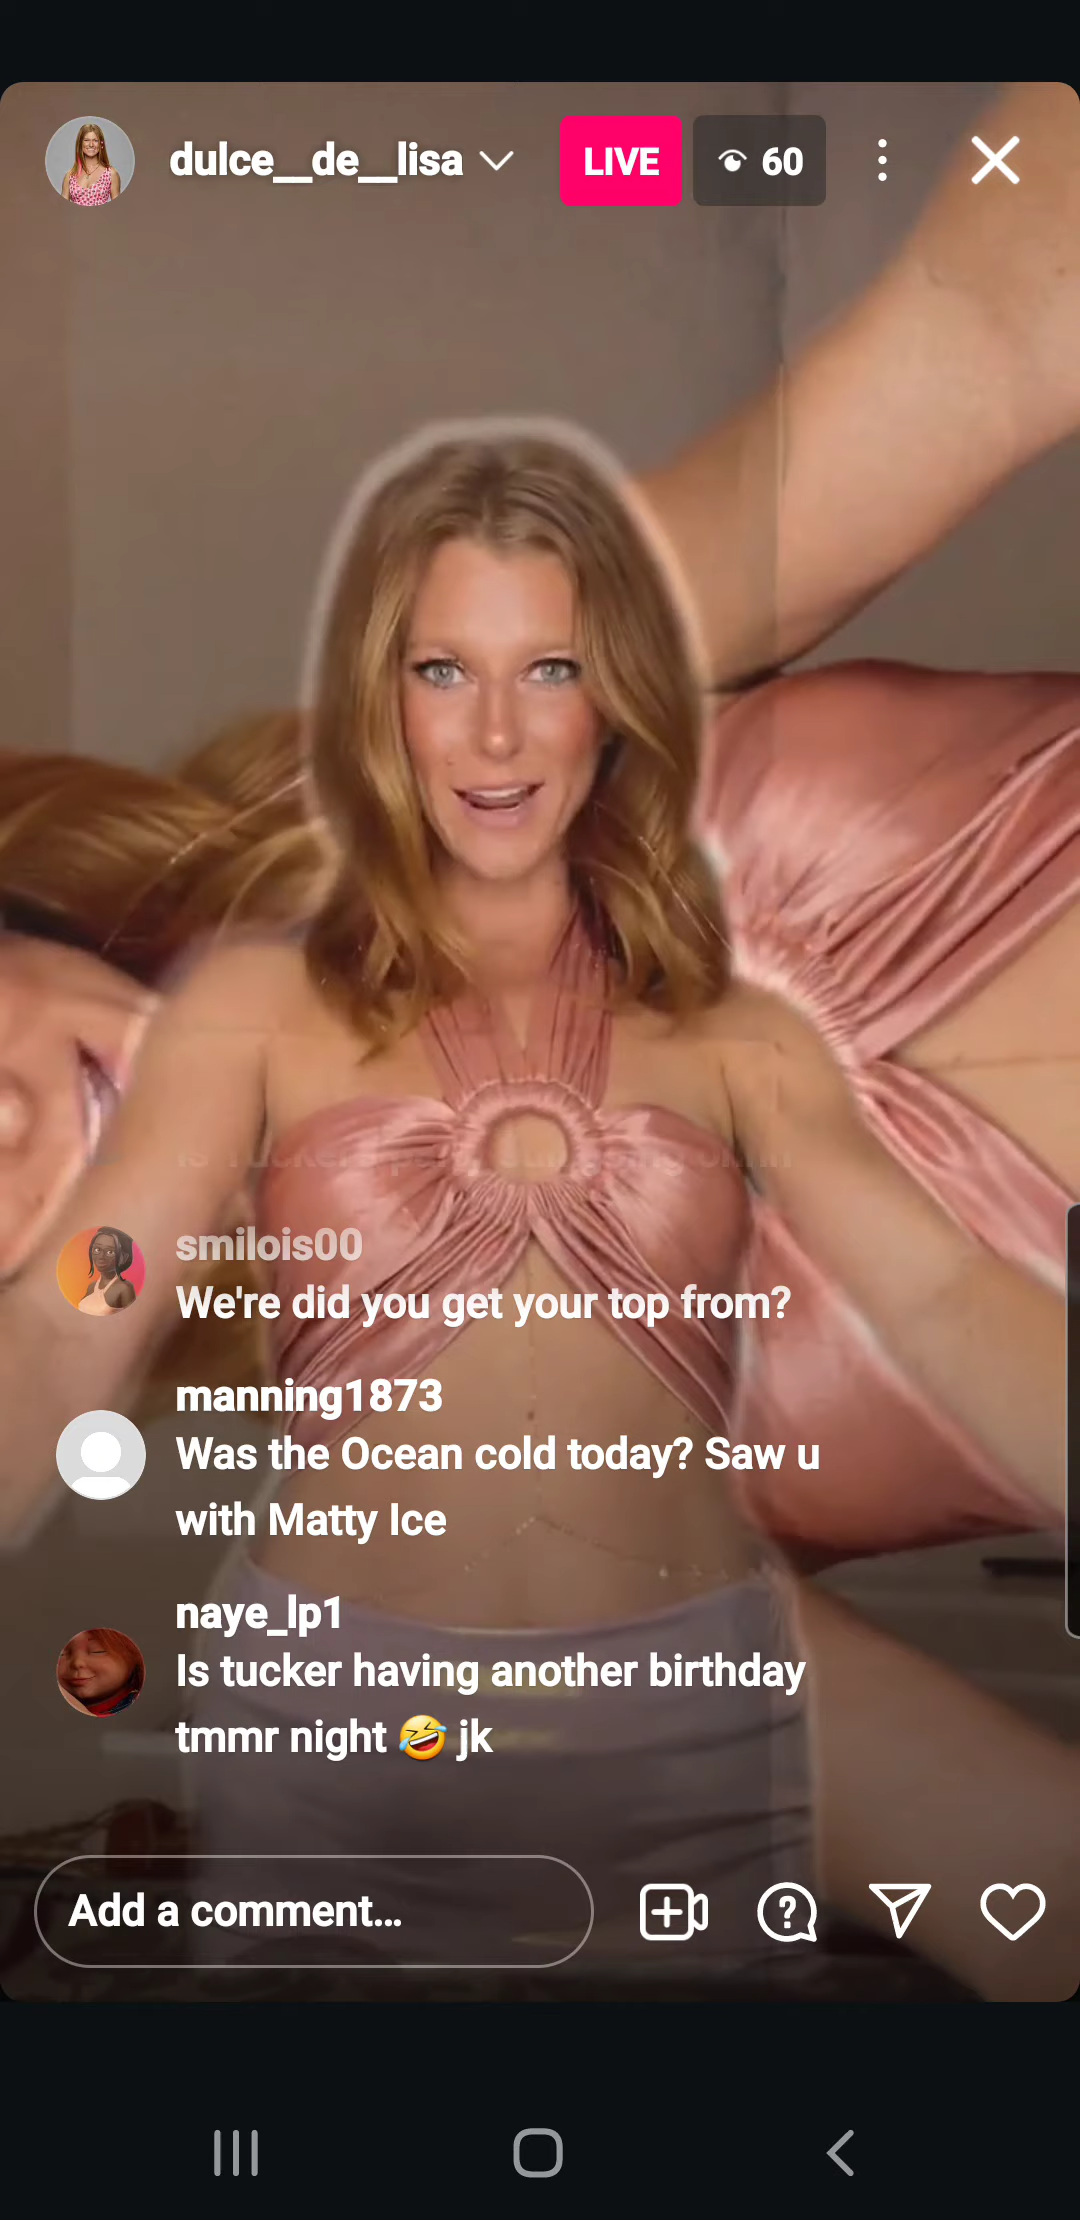 dulce__de__lisa
LIVE
60
smilois00
We're did you get your top from?
manning1873
Was the Ocean cold today? Saw u
with Matty Ice
naye_lp1
Is tucker having another birthday
tmmr night 🤣 jk
Add a comment...